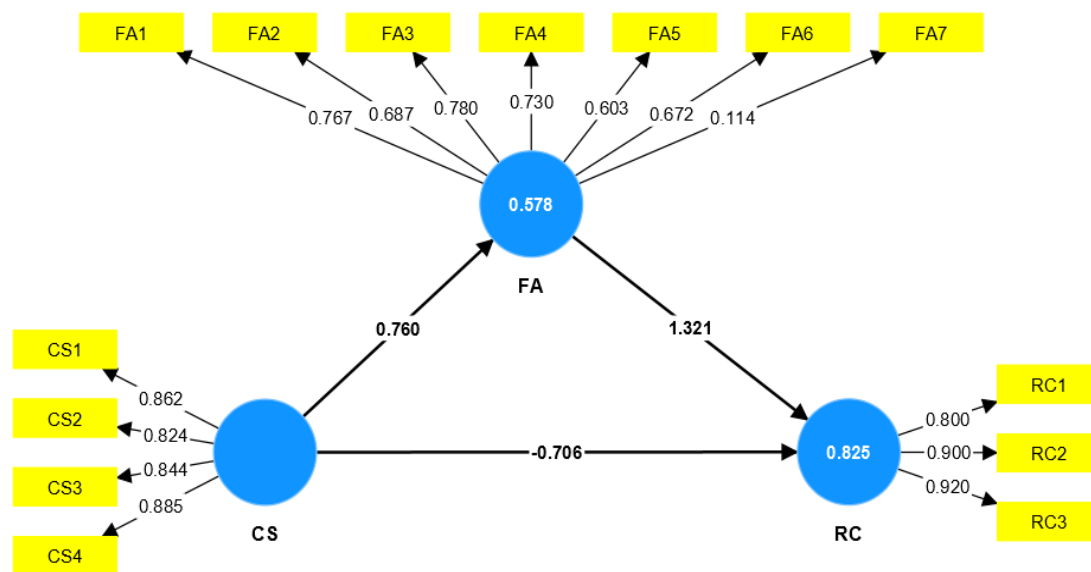 FA1 FA2 FA3 FA4 FA5 FA6 FA7
0.767 0.687 0.780 0.730 0.603 0.672 0.114
0.578
FA
0.760 1.321
CS1
0.862
CS2
0.824
CS3
0.844
CS4
0.885
CS
-0.706
0.825
RC
RC1
0.800
RC2
0.900
RC3
0.920